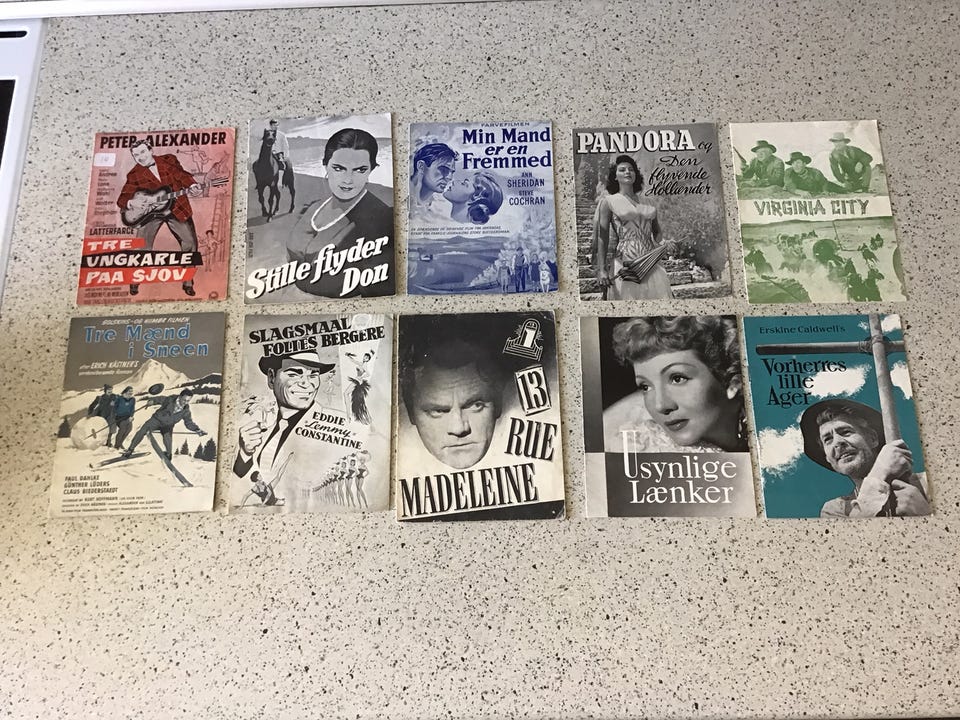 PETER ALEXANDER
LATTERFARCE
TRE
UNGKARLE
PAA SJOV
Stille flyder
Don
FARVEFILMEN
Min Mand
er en
Fremmed
ANN
SHERIDAN
STEVE
COCHRAN
PANDORA og
Den
flyvende
Hollænder
VIRGINIA CITY
Tre Mænd
i Sneen
efter ERICH KÄSTNER'S
PAUL DAHLKE
GÜNTHER LÜDERS
CLAUS BIEDERSTAEDT
SLAGSMAAL
FOLIES BERGERE
EDDIE
"Lemmy"
CONSTANTINE
13
RUE
MADELEINE
Usynlige
Lænker
Erskine Caldwell's
Vorherres
lille
Ager